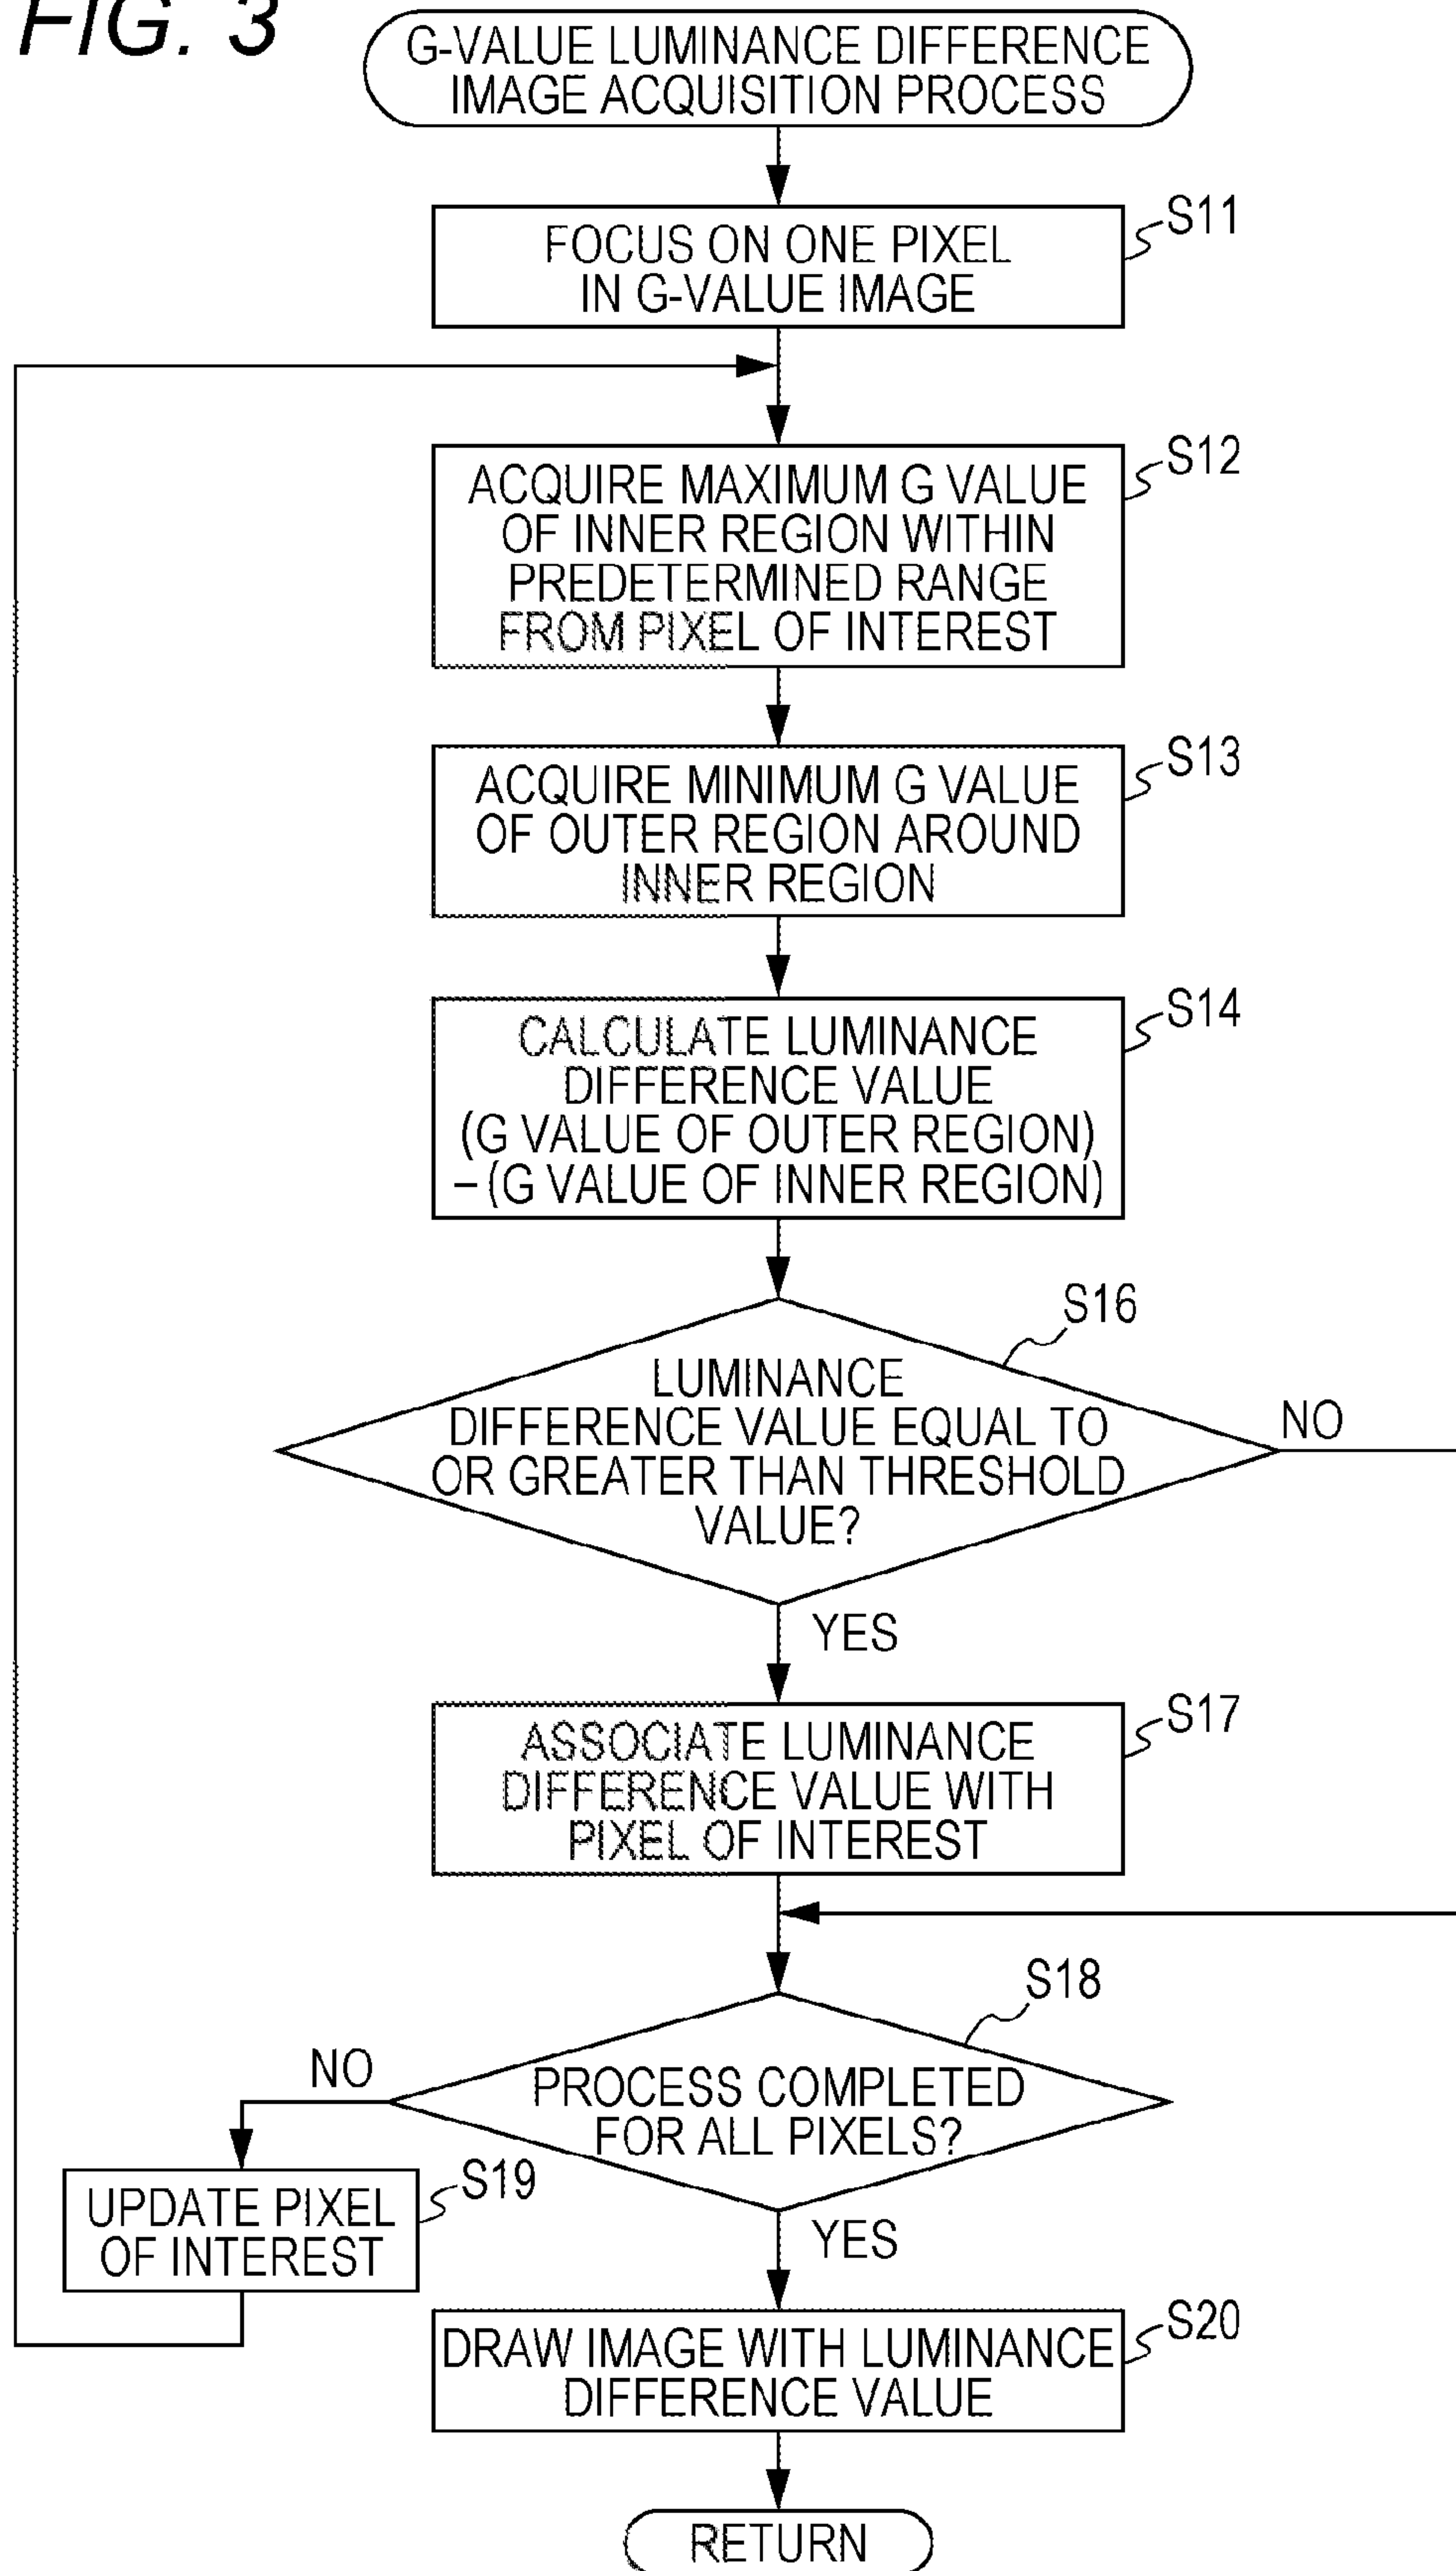 FIG. 3
G-VALUE LUMINANCE DIFFERENCE
IMAGE ACQUISITION PROCESS
S11
FOCUS ON ONE PIXEL
IN G-VALUE IMAGE
S12
ACQUIRE MAXIMUM G VALUE
OF INNER REGION WITHIN
PREDETERMINED RANGE
FROM PIXEL OF INTEREST
S13
ACQUIRE MINIMUM G VALUE
OF OUTER REGION AROUND
INNER REGION
S14
CALCULATE LUMINANCE
DIFFERENCE VALUE
(G VALUE OF OUTER REGION)
– (G VALUE OF INNER REGION)
S16
LUMINANCE
DIFFERENCE VALUE EQUAL TO
OR GREATER THAN THRESHOLD
VALUE?
NO
YES
S17
ASSOCIATE LUMINANCE
DIFFERENCE VALUE WITH
PIXEL OF INTEREST
S18
PROCESS COMPLETED
FOR ALL PIXELS?
NO
S19
UPDATE PIXEL
OF INTEREST
YES
S20
DRAW IMAGE WITH LUMINANCE
DIFFERENCE VALUE
RETURN